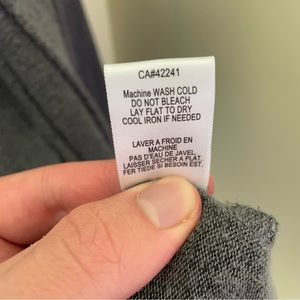 CA#42241
Machine WASH COLD
DO NOT BLEACH
LAY FLAT TO DRY
COOL IRON IF NEEDED
LAVER A FROID EN
MACHINE
PAS D'EAU DE JAVEL.
LAISSER SECHER A PLAT.
FER TIEDE SI BESOIN EST.